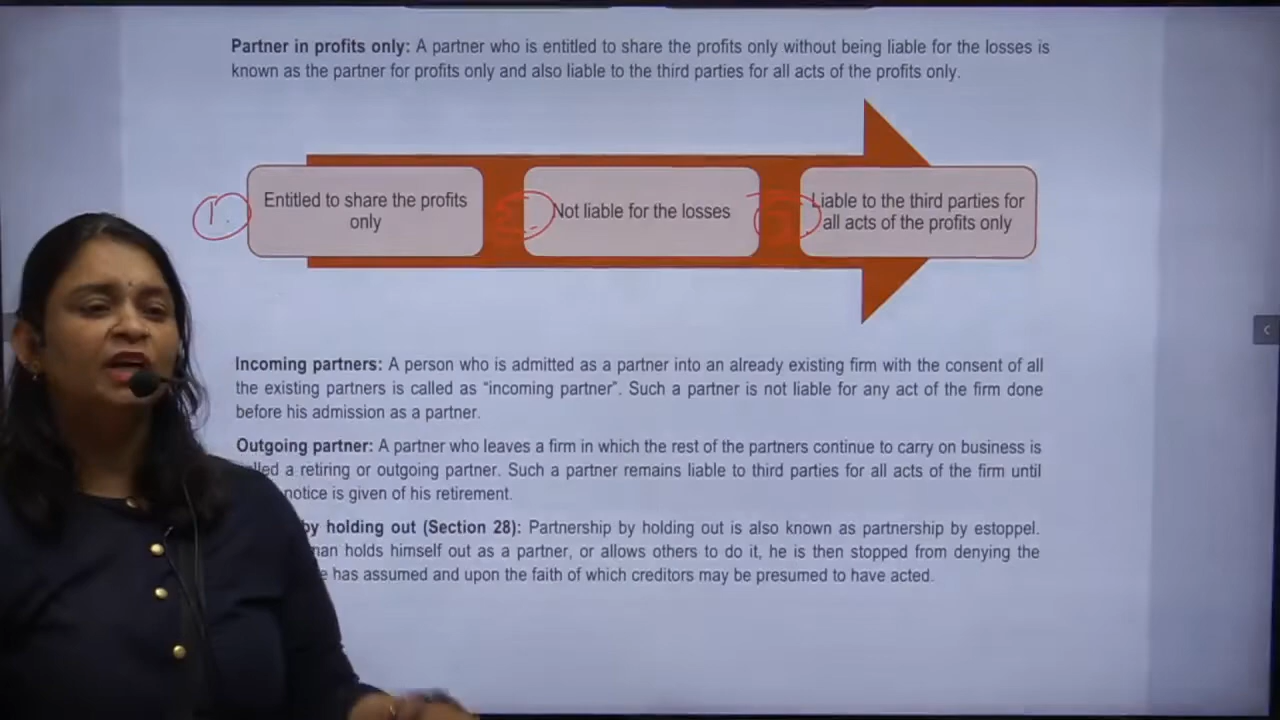 Partner in profits only: A partner who is entitled to share the profits only without being liable for the losses is
known as the partner for profits only and also liable to the third parties for all acts of the profits only.
1.
Entitled to share the profits
only
Not liable for the losses
Liable to the third parties for
all acts of the profits only
Incoming partners: A person who is admitted as a partner into an already existing firm with the consent of all
the existing partners is called as “incoming partner”. Such a partner is not liable for any act of the firm done
before his admission as a partner.
Outgoing partner: A partner who leaves a firm in which the rest of the partners continue to carry on business is
a retiring or outgoing partner. Such a partner remains liable to third parties for all acts of the firm until
notice is given of his retirement.
by holding out (Section 28): Partnership by holding out is also known as partnership by estoppel.
holds himself out as a partner, or allows others to do it, he is then stopped from denying the
has assumed and upon the faith of which creditors may be presumed to have acted.